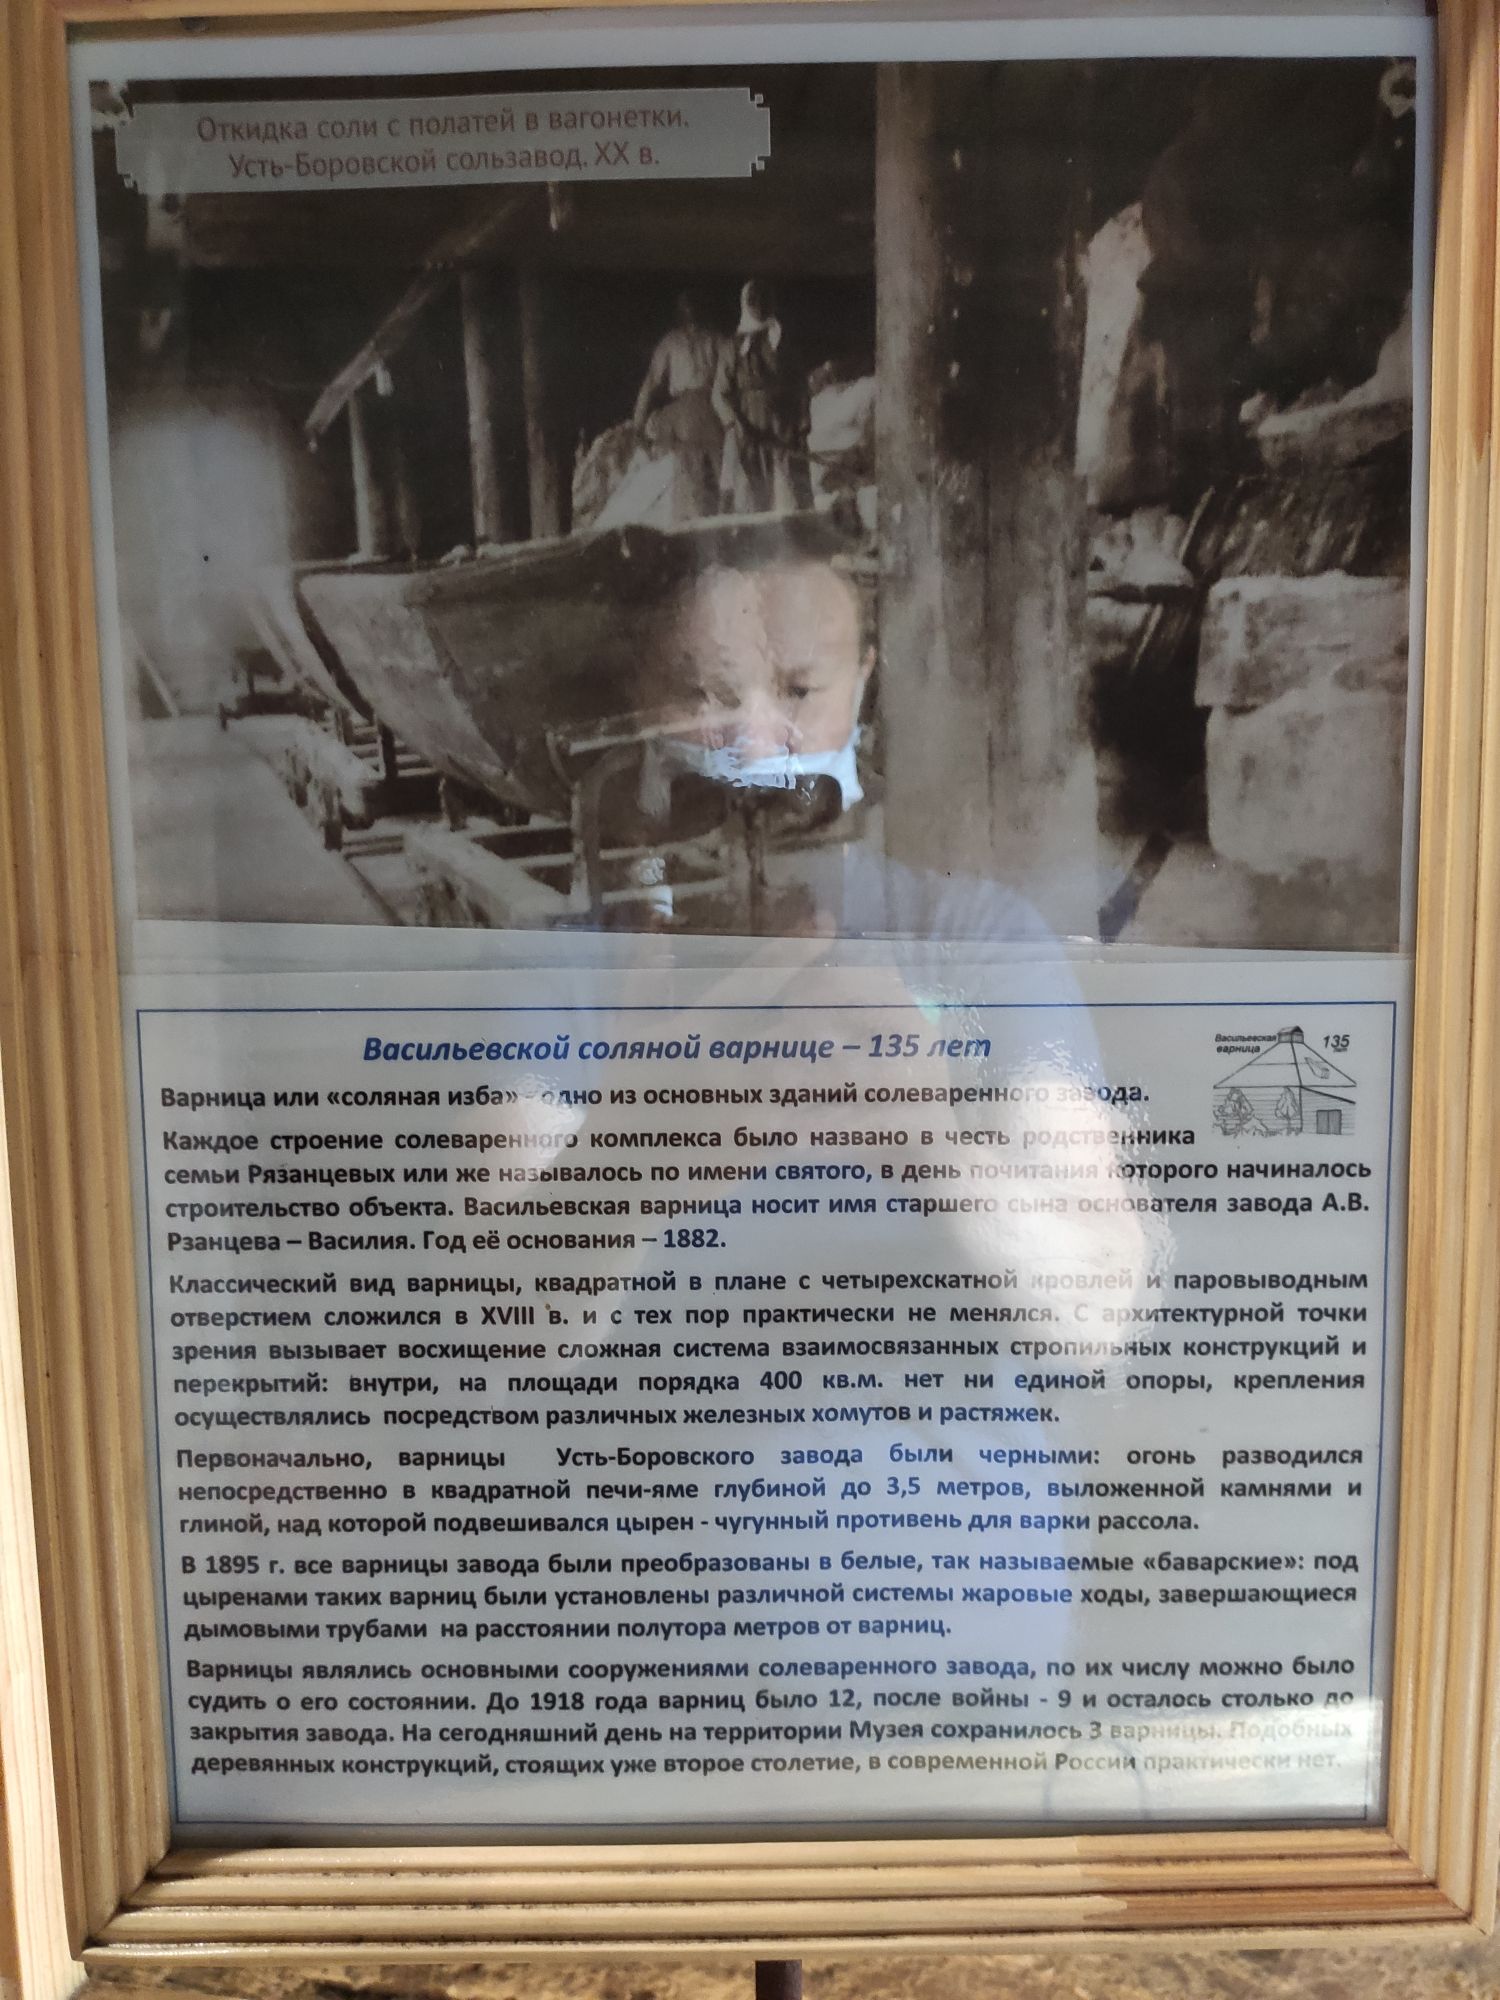 Откидка соли с полатей в вагонетки.
Усть-Боровской сользавод. XX в.
Васильевской соляной варнице – 135 лет
Васильевская 135
варница лет
Варница или «соляная изба» - одно из основных зданий солеваренного завода.
Каждое строение солеваренного комплекса было названо в честь родственника
семьи Рязанцевых или же называлось по имени святого, в день почитания которого начиналось
строительство объекта. Васильевская варница носит имя старшего сына основателя завода А.В.
Рзанцева – Василия. Год её основания – 1882.
Классический вид варницы, квадратной в плане с четырехскатной кровлей и паровыводным
отверстием сложился в XVIII в. и с тех пор практически не менялся. С архитектурной точки
зрения вызывает восхищение сложная система взаимосвязанных стропильных конструкций и
перекрытий: внутри, на площади порядка 400 кв.м. нет ни единой опоры, крепления
осуществлялись посредством различных железных хомутов и растяжек.
Первоначально, варницы Усть-Боровского завода были черными: огонь разводился
непосредственно в квадратной печи-яме глубиной до 3,5 метров, выложенной камнями и
глиной, над которой подвешивался цырен - чугунный противень для варки рассола.
В 1895 г. все варницы завода были преобразованы в белые, так называемые «баварские»: под
цыренами таких варниц были установлены различной системы жаровые ходы, завершающиеся
дымовыми трубами на расстоянии полутора метров от варниц.
Варницы являлись основными сооружениями солеваренного завода, по их числу можно было
судить о его состоянии. До 1918 года варниц было 12, после войны - 9 и осталось столько до
закрытия завода. На сегодняшний день на территории Музея сохранилось 3 варницы. Подобных
деревянных конструкций, стоящих уже второе столетие, в современной России практически нет.